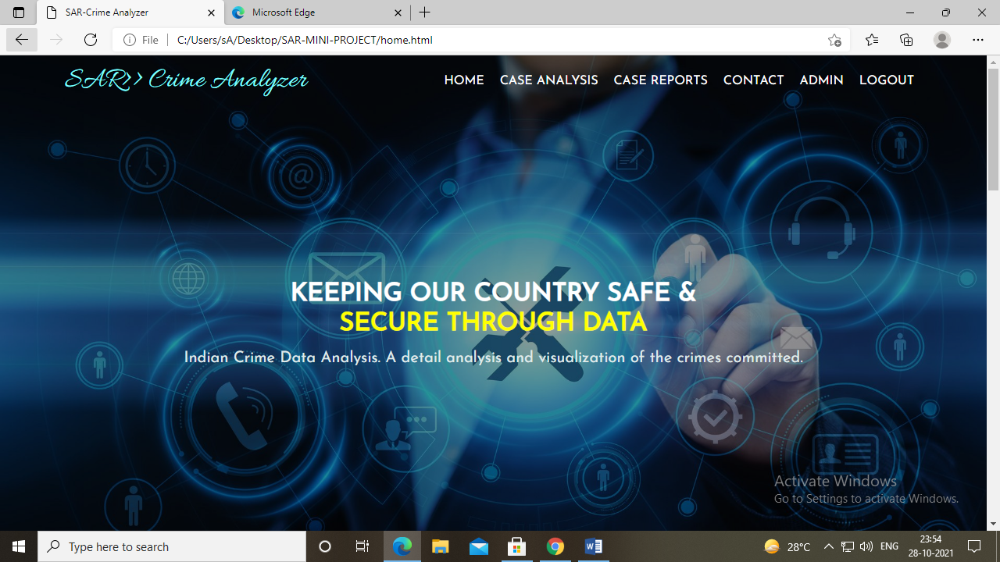 SAR-Crime Analyzer
Microsoft Edge
File
C:/Users/sA/Desktop/SAR-MINI-PROJECT/home.html
SAR>> Crime Analyzer
HOME CASE ANALYSIS CASE REPORTS CONTACT ADMIN LOGOUT
KEEPING OUR COUNTRY SAFE &
SECURE THROUGH DATA
Indian Crime Data Analysis. A detail analysis and visualization of the crimes committed.
Activate Windows
Go to Settings to activate Windows.
Type here to search
28°C
ENG
23:54
28-10-2021